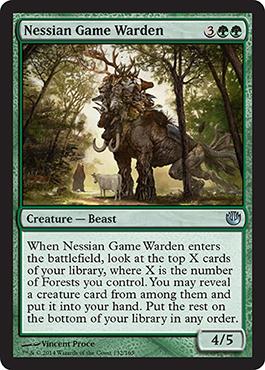 Nessian Game Warden 3
Creature — Beast
When Nessian Game Warden enters
the battlefield, look at the top X cards
of your library, where X is the number
of Forests you control. You may reveal
a creature card from among them and
put it into your hand. Put the rest on
the bottom of your library in any order.
4/5
Vincent Proce
™ & © 2014 Wizards of the Coast 132/165